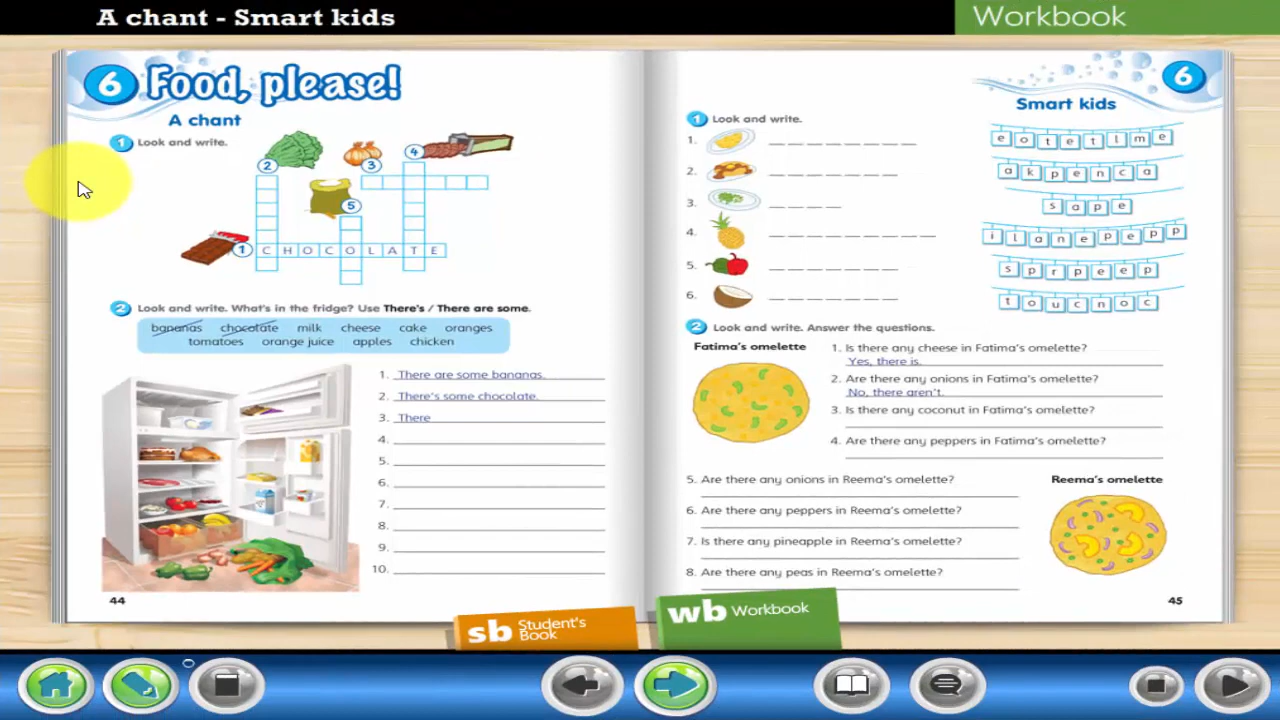 A chant - Smart kids
Workbook
6 Food, please!
A chant
1 Look and write.
2
3
4
5
1 C H O C O L A T E
2 Look and write. What's in the fridge? Use There's / There are some.
bananas chocolate milk cheese cake oranges
tomatoes orange juice apples chicken
1. There are some bananas.
2. There's some chocolate.
3. There
4.
5.
6.
7.
8.
9.
10.
44
6
Smart kids
1 Look and write.
1.
2.
3.
4.
5.
6.
e o t e t l m e
a k p e n c a
s a p e
i l a n e p e p p
s p r p e e p
t o u c n o c
2 Look and write. Answer the questions.
Fatima's omelette
1. Is there any cheese in Fatima's omelette?
Yes, there is.
2. Are there any onions in Fatima's omelette?
No, there aren't.
3. Is there any coconut in Fatima's omelette?
4. Are there any peppers in Fatima's omelette?
5. Are there any onions in Reema's omelette?
6. Are there any peppers in Reema's omelette?
7. Is there any pineapple in Reema's omelette?
8. Are there any peas in Reema's omelette?
Reema's omelette
45
sb Student's Book
wb Workbook